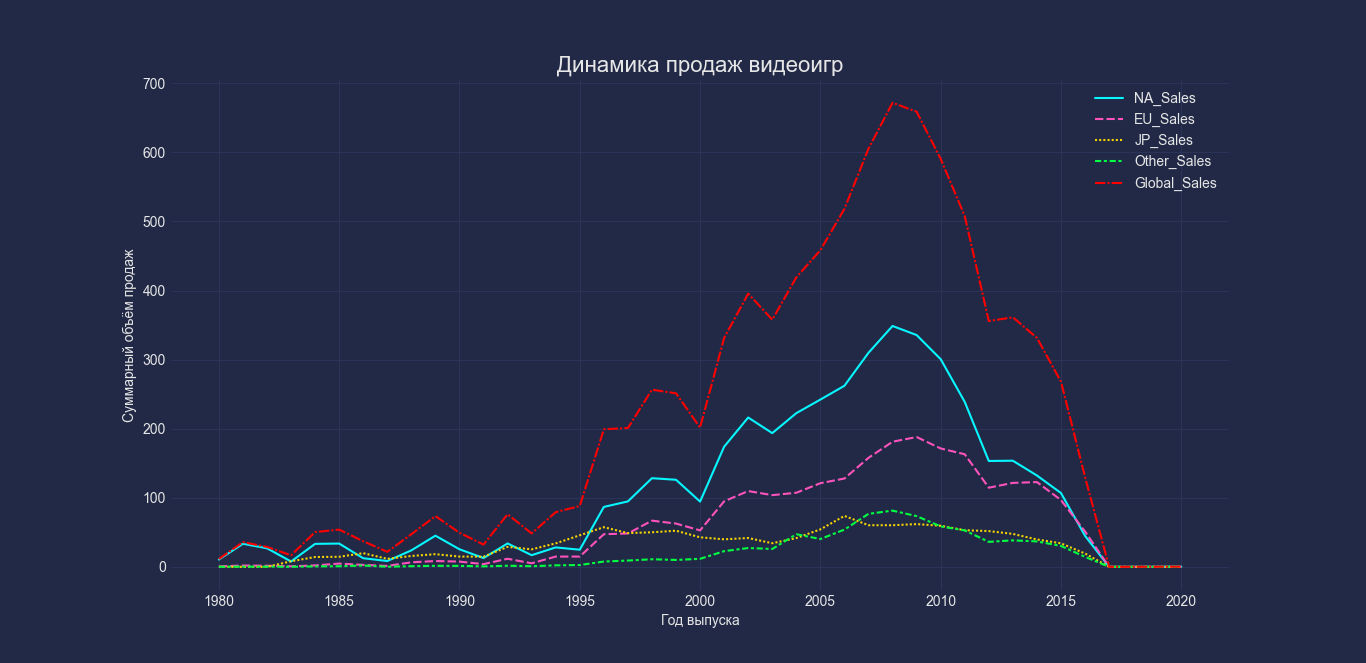 Динамика продаж видеоигр
NA_Sales
EU_Sales
JP_Sales
Other_Sales
Global_Sales
Суммарный объём продаж
700
600
500
400
300
200
100
0
1980 1985 1990 1995 2000 2005 2010 2015 2020
Год выпуска